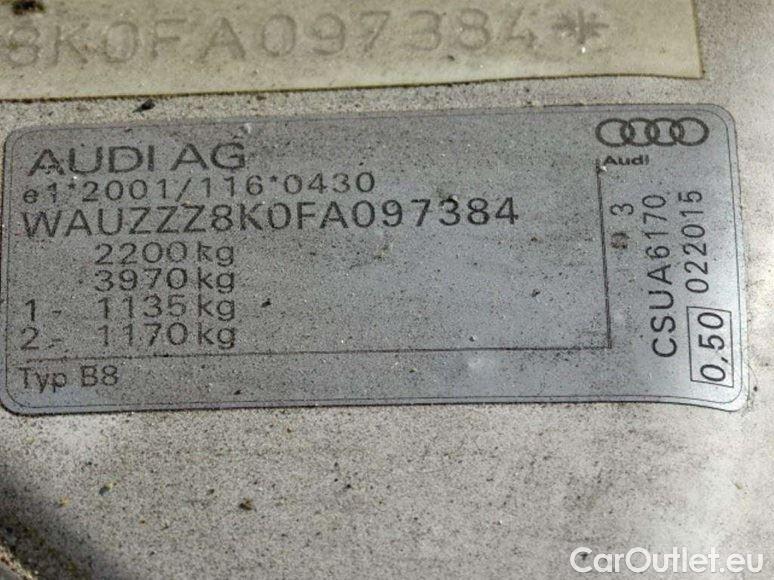 8K0FA097384*
AUDI AG
e1*2001/116*0430
WAUZZZ8K0FA097384
2200 kg
3970 kg
1 - 1135 kg
2 - 1170 kg
Typ B8
Audi
3
CSUA6170
022015
0,50
CarOutlet.eu